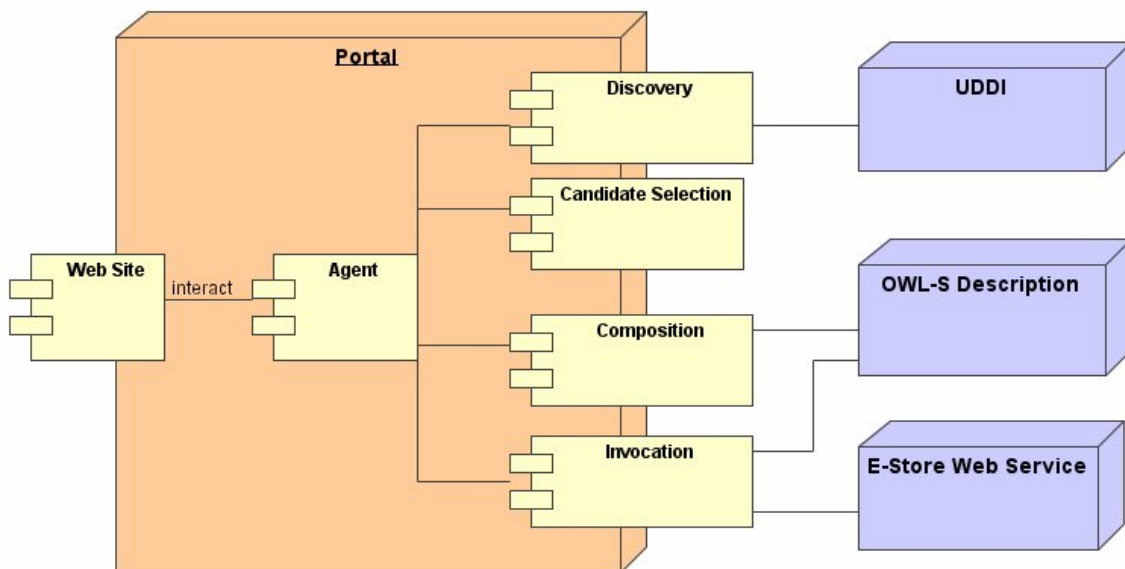 Portal
Discovery
UDDI
Candidate Selection
Web Site
interact
Agent
OWL-S Description
Composition
Invocation
E-Store Web Service